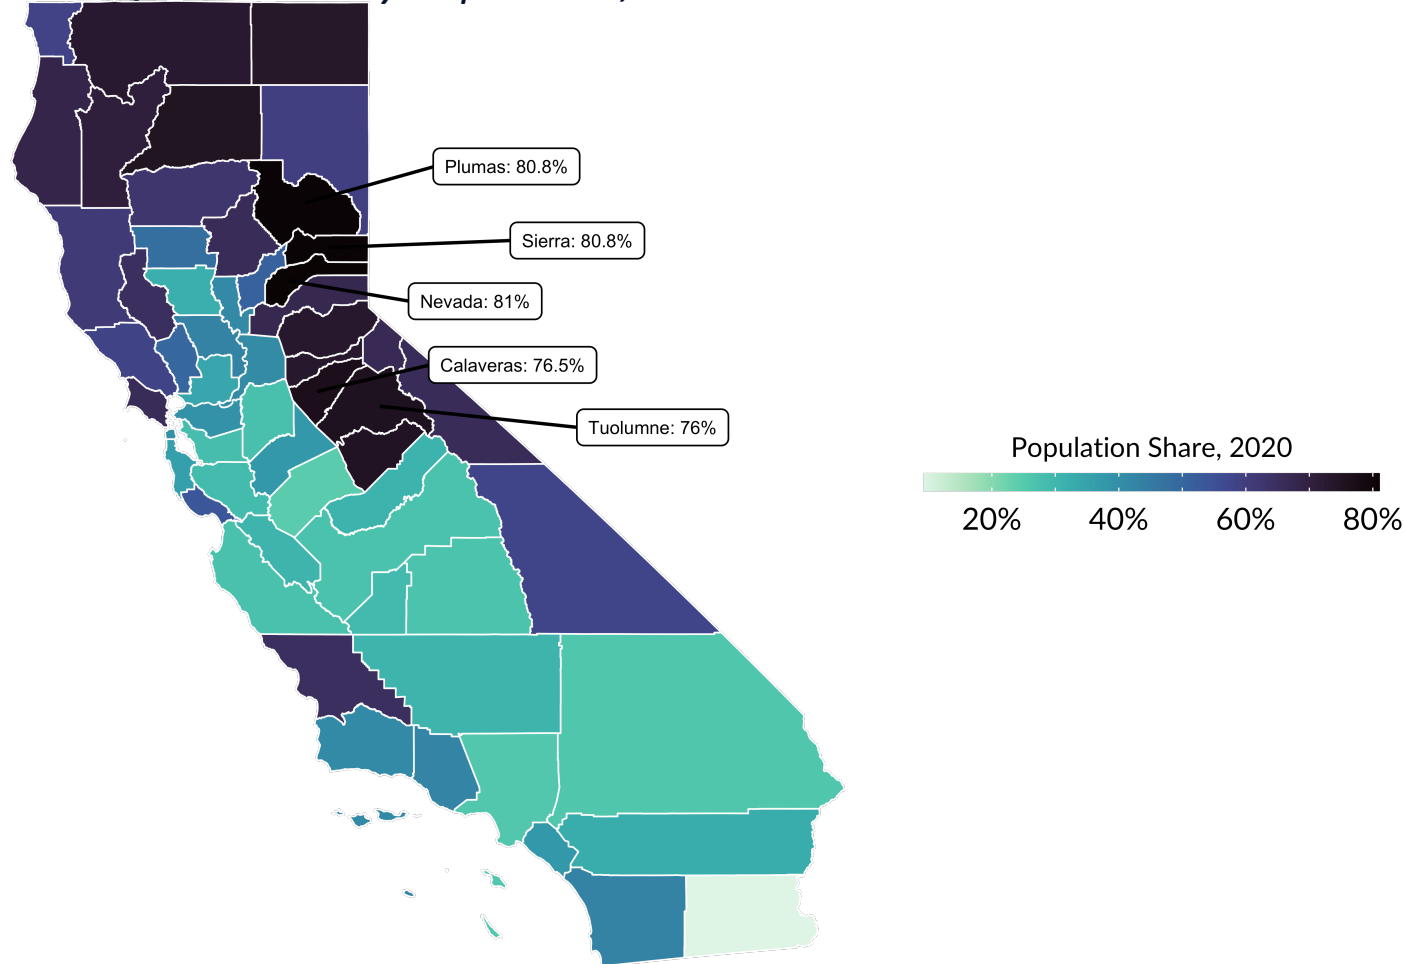 Plumas: 80.8%
Sierra: 80.8%
Nevada: 81%
Calaveras: 76.5%
Tuolumne: 76%
Population Share, 2020
20% 40% 60% 80%